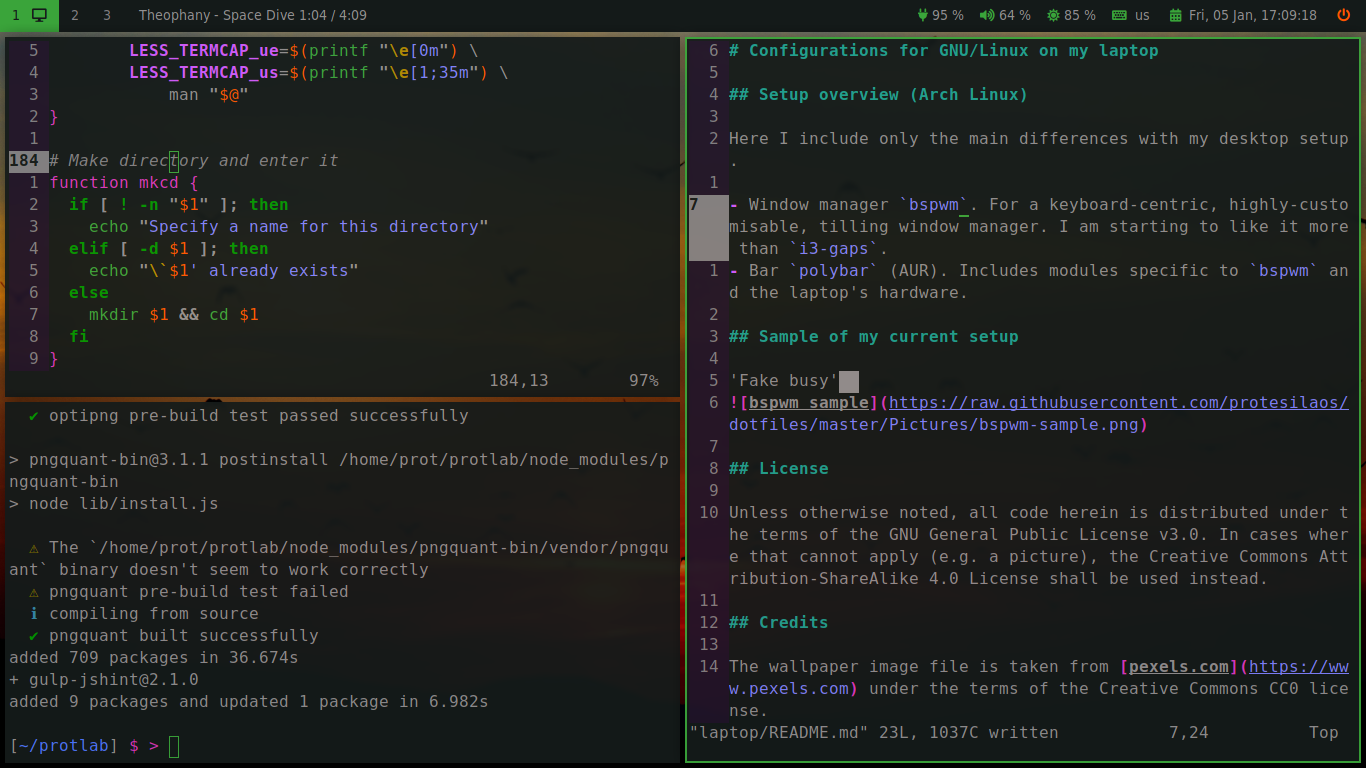 1 2 3 Theophany - Space Dive 1:04 / 4:09 95 % 64 % 85 % us Fri, 05 Jan, 17:09:18
5 LESS_TERMCAP_ue=$(printf "\e[0m") \
4 LESS_TERMCAP_us=$(printf "\e[1;35m") \
3 man "$@"
2 }
1
184 # Make directory and enter it
1 function mkcd {
2 if [ ! -n "$1" ]; then
3 echo "Specify a name for this directory"
4 elif [ -d $1 ]; then
5 echo "\`$1' already exists"
6 else
7 mkdir $1 && cd $1
8 fi
9 }
184,13 97%
✔ optipng pre-build test passed successfully
> pngquant-bin@3.1.1 postinstall /home/prot/protlab/node_modules/p
ngquant-bin
> node lib/install.js
⚠ The `/home/prot/protlab/node_modules/pngquant-bin/vendor/pngqu
ant` binary doesn't seem to work correctly
⚠ pngquant pre-build test failed
ℹ compiling from source
✔ pngquant built successfully
added 709 packages in 36.674s
+ gulp-jshint@2.1.0
added 9 packages and updated 1 package in 6.982s
[~/protlab] $ >
6 # Configurations for GNU/Linux on my laptop
5
4 ## Setup overview (Arch Linux)
3
2 Here I include only the main differences with my desktop setup
.
1
7 - Window manager `bspwm`. For a keyboard-centric, highly-custo
misable, tilling window manager. I am starting to like it more
than `i3-gaps`.
1 - Bar `polybar` (AUR). Includes modules specific to `bspwm` an
d the laptop's hardware.
2
3 ## Sample of my current setup
4
5 'Fake busy'
6 ![bspwm sample](https://raw.githubusercontent.com/protesilaos/
dotfiles/master/Pictures/bspwm-sample.png)
7
8 ## License
9
10 Unless otherwise noted, all code herein is distributed under t
he terms of the GNU General Public License v3.0. In cases wher
e that cannot apply (e.g. a picture), the Creative Commons Att
ribution-ShareAlike 4.0 License shall be used instead.
11
12 ## Credits
13
14 The wallpaper image file is taken from [pexels.com](https://ww
w.pexels.com) under the terms of the Creative Commons CC0 lice
nse.
"laptop/README.md" 23L, 1037C written 7,24 Top